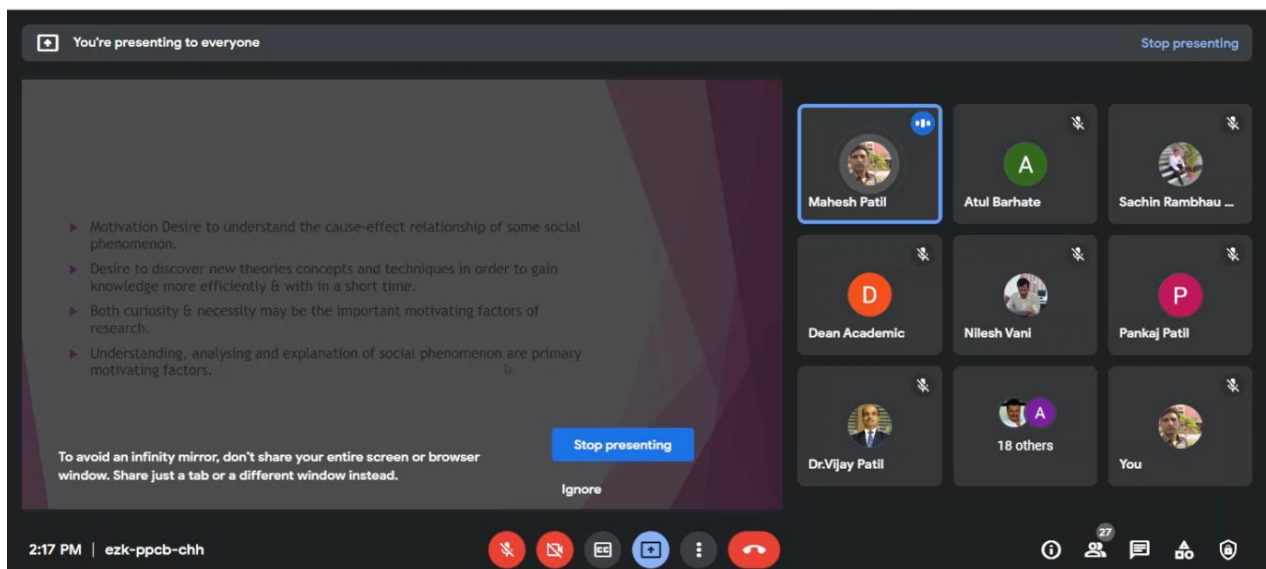 You're presenting to everyone
Stop presenting
Motivation Desire to understand the cause-effect relationship of some social
phenomenon.
Desire to discover new theories concepts and techniques in order to gain
knowledge more efficiently & with in a short time.
Both curiosity & necessity may be the important motivating factors of
research.
Understanding, analysing and explanation of social phenomenon are primary
motivating factors.
To avoid an infinity mirror, don't share your entire screen or browser
window. Share just a tab or a different window instead.
Stop presenting
Ignore
Mahesh Patil
A
Atul Barhate
Sachin Rambhau ...
D
Dean Academic
Nilesh Vani
P
Pankaj Patil
Dr.Vijay Patil
A
18 others
You
2:17 PM | ezk-ppcb-chh
CC
27